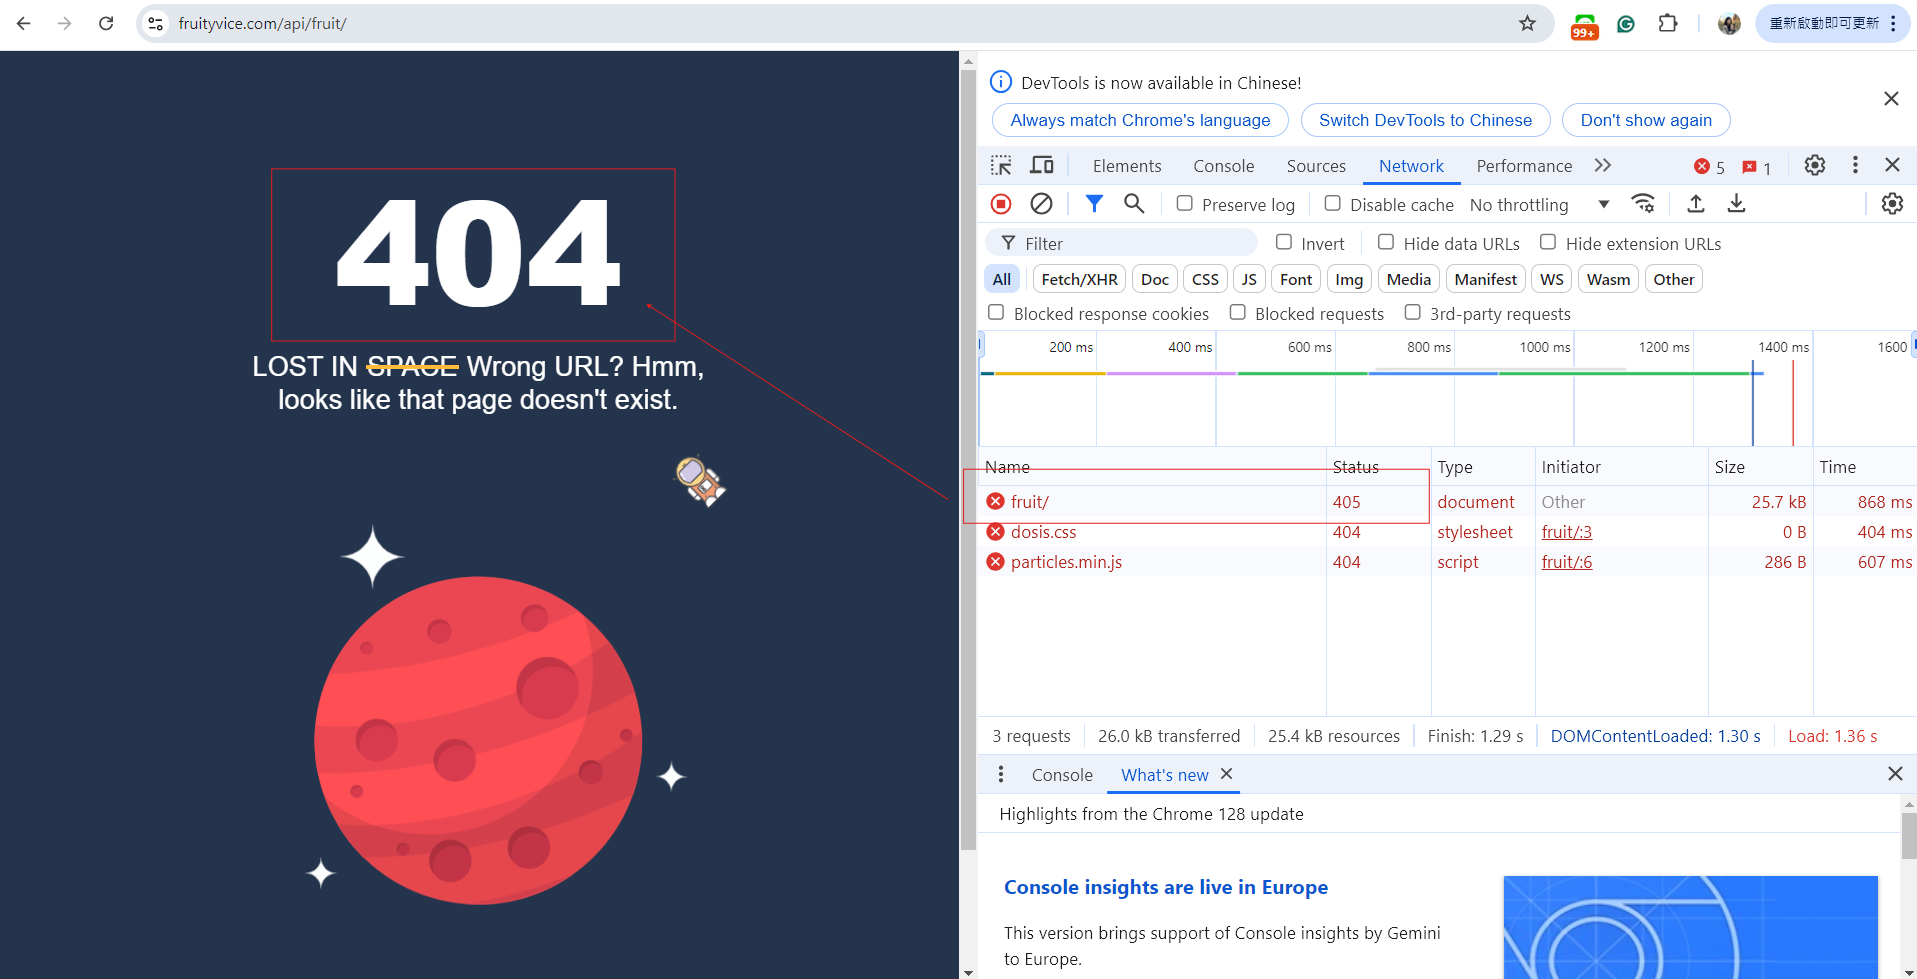 fruityvice.com/api/fruit/
99+
重新啟動即可更新
404
LOST IN SPACE Wrong URL? Hmm,
looks like that page doesn't exist.
DevTools is now available in Chinese!
Always match Chrome's language
Switch DevTools to Chinese
Don't show again
Elements
Console
Sources
Network
Performance
5
1
Preserve log
Disable cache
No throttling
Filter
Invert
Hide data URLs
Hide extension URLs
All
Fetch/XHR
Doc
CSS
JS
Font
Img
Media
Manifest
WS
Wasm
Other
Blocked response cookies
Blocked requests
3rd-party requests
200 ms
400 ms
600 ms
800 ms
1000 ms
1200 ms
1400 ms
1600
Name Status Type Initiator Size Time
fruit/ 405 document Other 25.7 kB 868 ms
dosis.css 404 stylesheet fruit/:3 0 B 404 ms
particles.min.js 404 script fruit/:6 286 B 607 ms
3 requests
26.0 kB transferred
25.4 kB resources
Finish: 1.29 s
DOMContentLoaded: 1.30 s
Load: 1.36 s
Console
What's new
Highlights from the Chrome 128 update
Console insights are live in Europe
This version brings support of Console insights by Gemini
to Europe.